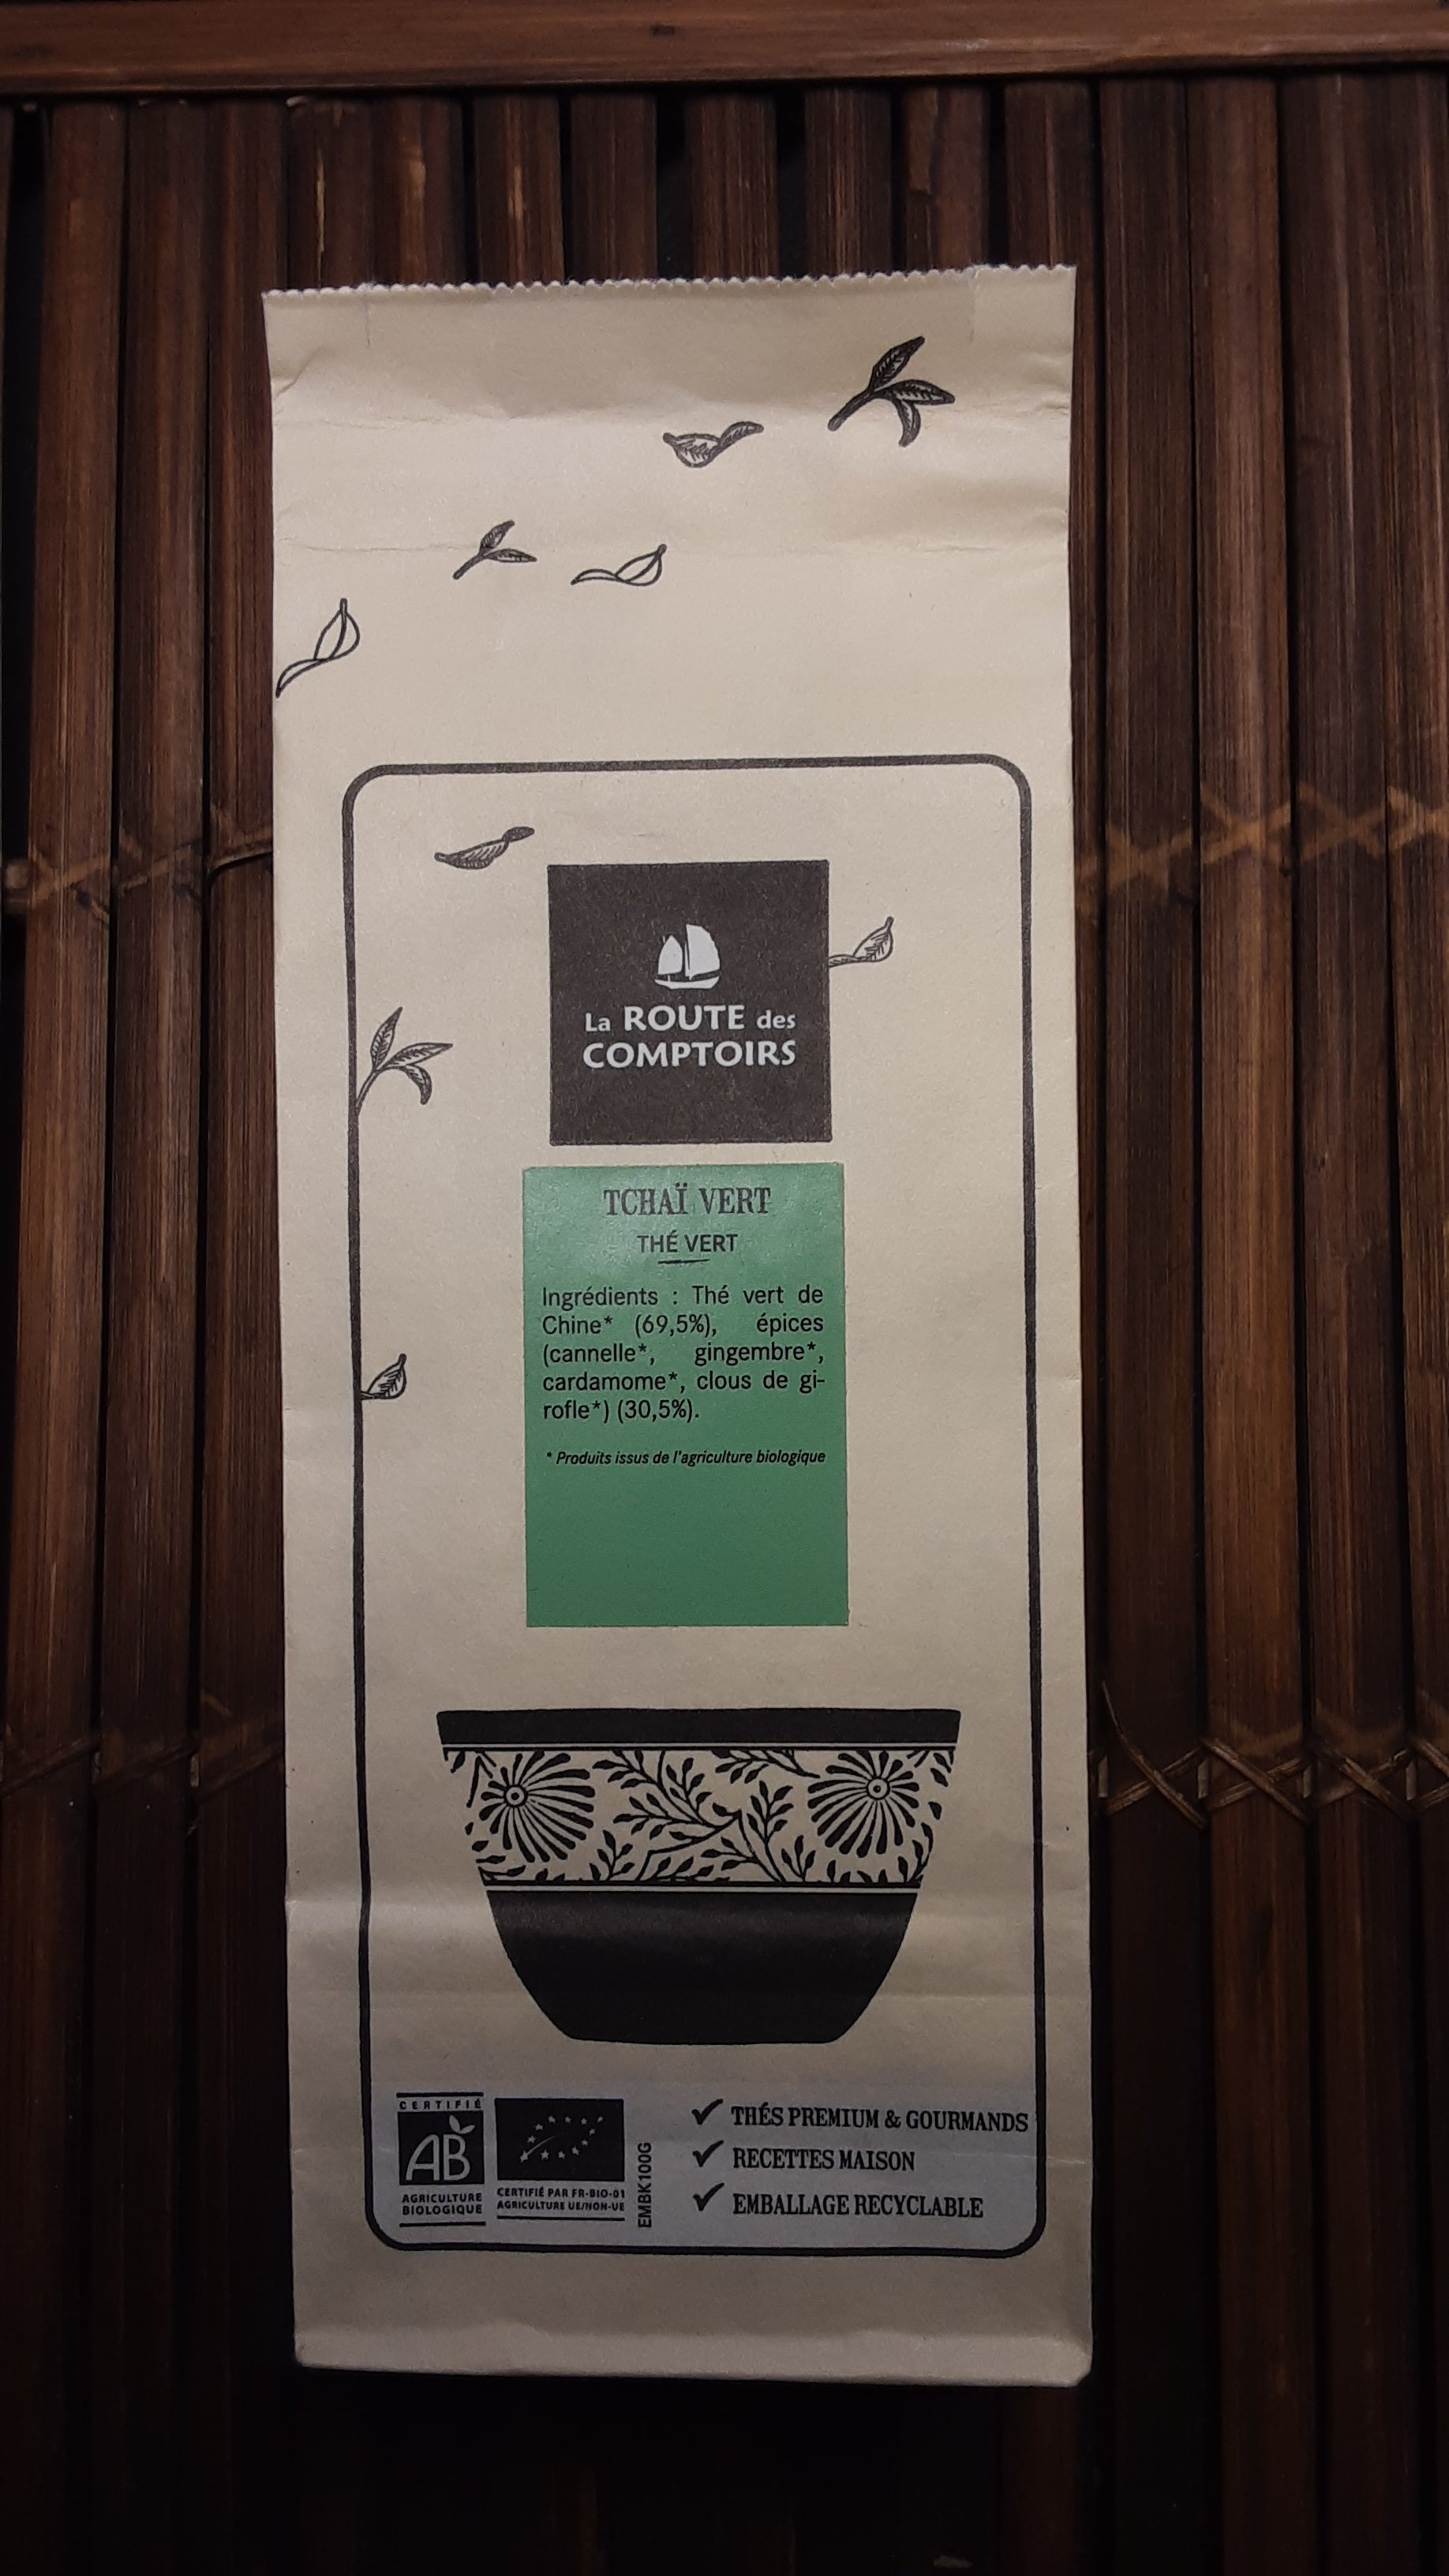 La ROUTE des
COMPTOIRS
TCHAÏ VERT
THÉ VERT
Ingrédients : Thé vert de
Chine* (69,5%), épices
(cannelle*, gingembre*,
cardamome*, clous de gi-
rofle*) (30,5%).
* Produits issus de l'agriculture biologique
CERTIFIÉ
AB
AGRICULTURE
BIOLOGIQUE
CERTIFIÉ PAR FR-BIO-01
AGRICULTURE UE/NON-UE
EMBK100G
✓ THÉS PREMIUM & GOURMANDS
✓ RECETTES MAISON
✓ EMBALLAGE RECYCLABLE